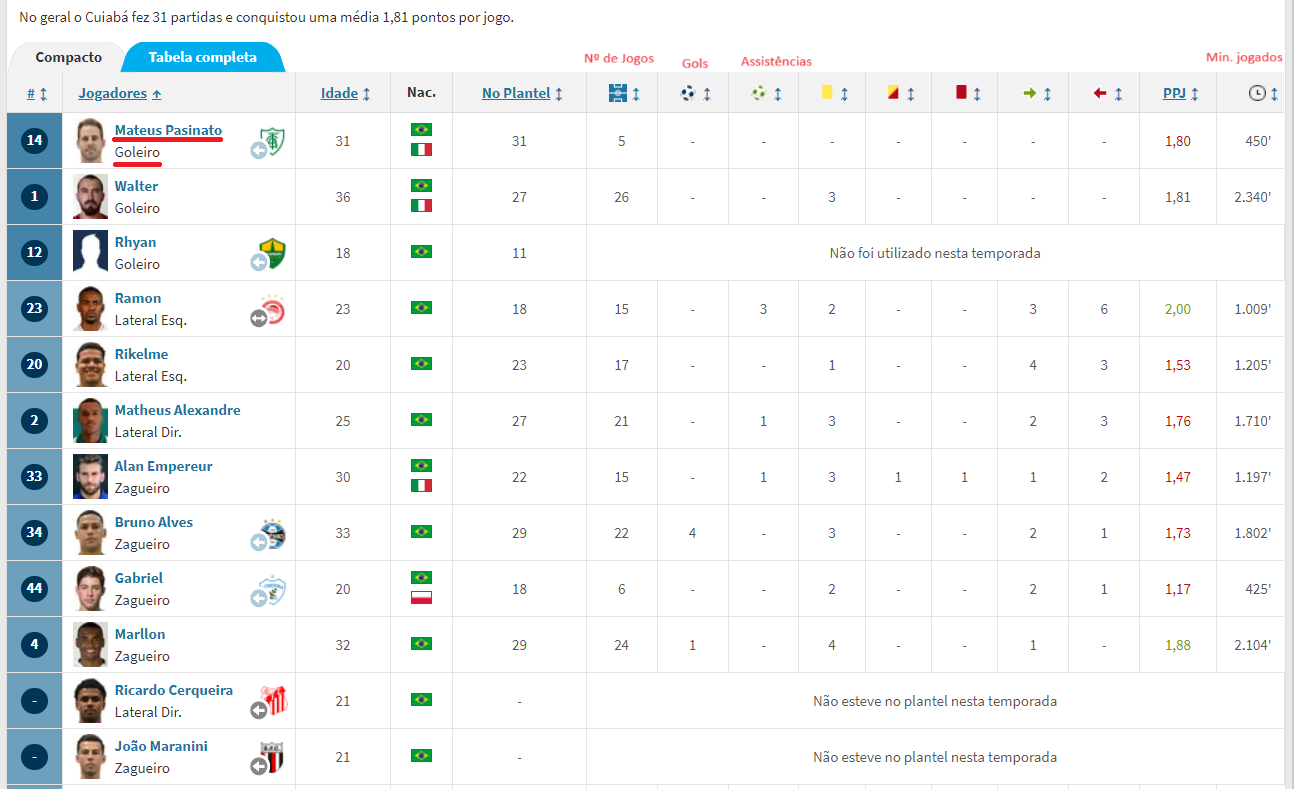 No geral o Cuiabá fez 31 partidas e conquistou uma média 1,81 pontos por jogo.
Compacto Tabela completa Nº de Jogos Gols Assistências Min. jogados
# Jogadores Idade Nac. No Plantel PPJ
14 Mateus Pasinato 31 31 5 - - - - - - - 1,80 450'
Goleiro
1 Walter 36 27 26 - - 3 - - - - 1,81 2.340'
Goleiro
12 Rhyan 18 11 Não foi utilizado nesta temporada
Goleiro
23 Ramon 23 18 15 - 3 2 - - 3 6 2,00 1.009'
Lateral Esq.
20 Rikelme 20 23 17 - - 1 - - 4 3 1,53 1.205'
Lateral Esq.
2 Matheus Alexandre 25 27 21 - 1 3 - - 2 3 1,76 1.710'
Lateral Dir.
33 Alan Empereur 30 22 15 - 1 3 1 1 1 2 1,47 1.197'
Zagueiro
34 Bruno Alves 33 29 22 4 - 3 - - 2 1 1,73 1.802'
Zagueiro
44 Gabriel 20 18 6 - - 2 - - 2 1 1,17 425'
Zagueiro
4 Marllon 32 29 24 1 - 4 - - 1 - 1,88 2.104'
Zagueiro
- Ricardo Cerqueira 21 - Não esteve no plantel nesta temporada
Lateral Dir.
- João Maranini 21 - Não esteve no plantel nesta temporada
Zagueiro